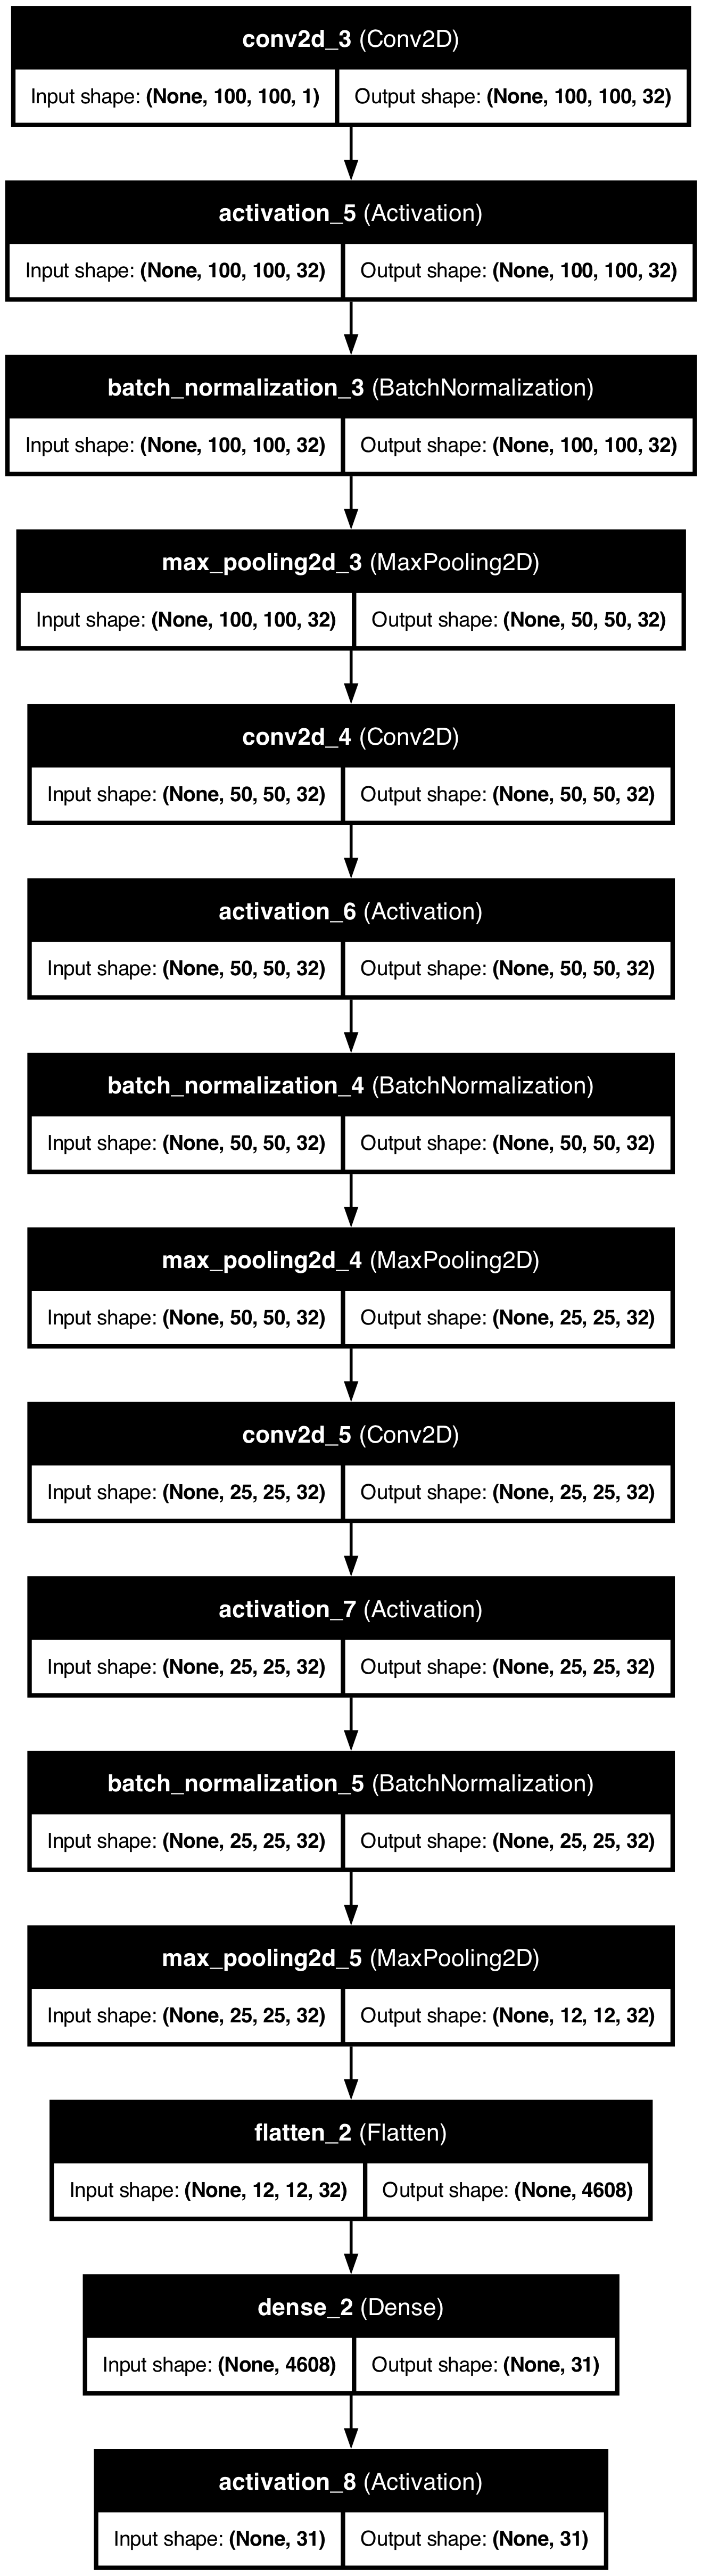 conv2d_3 (Conv2D)
Input shape: (None, 100, 100, 1) Output shape: (None, 100, 100, 32)
activation_5 (Activation)
Input shape: (None, 100, 100, 32) Output shape: (None, 100, 100, 32)
batch_normalization_3 (BatchNormalization)
Input shape: (None, 100, 100, 32) Output shape: (None, 100, 100, 32)
max_pooling2d_3 (MaxPooling2D)
Input shape: (None, 100, 100, 32) Output shape: (None, 50, 50, 32)
conv2d_4 (Conv2D)
Input shape: (None, 50, 50, 32) Output shape: (None, 50, 50, 32)
activation_6 (Activation)
Input shape: (None, 50, 50, 32) Output shape: (None, 50, 50, 32)
batch_normalization_4 (BatchNormalization)
Input shape: (None, 50, 50, 32) Output shape: (None, 50, 50, 32)
max_pooling2d_4 (MaxPooling2D)
Input shape: (None, 50, 50, 32) Output shape: (None, 25, 25, 32)
conv2d_5 (Conv2D)
Input shape: (None, 25, 25, 32) Output shape: (None, 25, 25, 32)
activation_7 (Activation)
Input shape: (None, 25, 25, 32) Output shape: (None, 25, 25, 32)
batch_normalization_5 (BatchNormalization)
Input shape: (None, 25, 25, 32) Output shape: (None, 25, 25, 32)
max_pooling2d_5 (MaxPooling2D)
Input shape: (None, 25, 25, 32) Output shape: (None, 12, 12, 32)
flatten_2 (Flatten)
Input shape: (None, 12, 12, 32) Output shape: (None, 4608)
dense_2 (Dense)
Input shape: (None, 4608) Output shape: (None, 31)
activation_8 (Activation)
Input shape: (None, 31) Output shape: (None, 31)